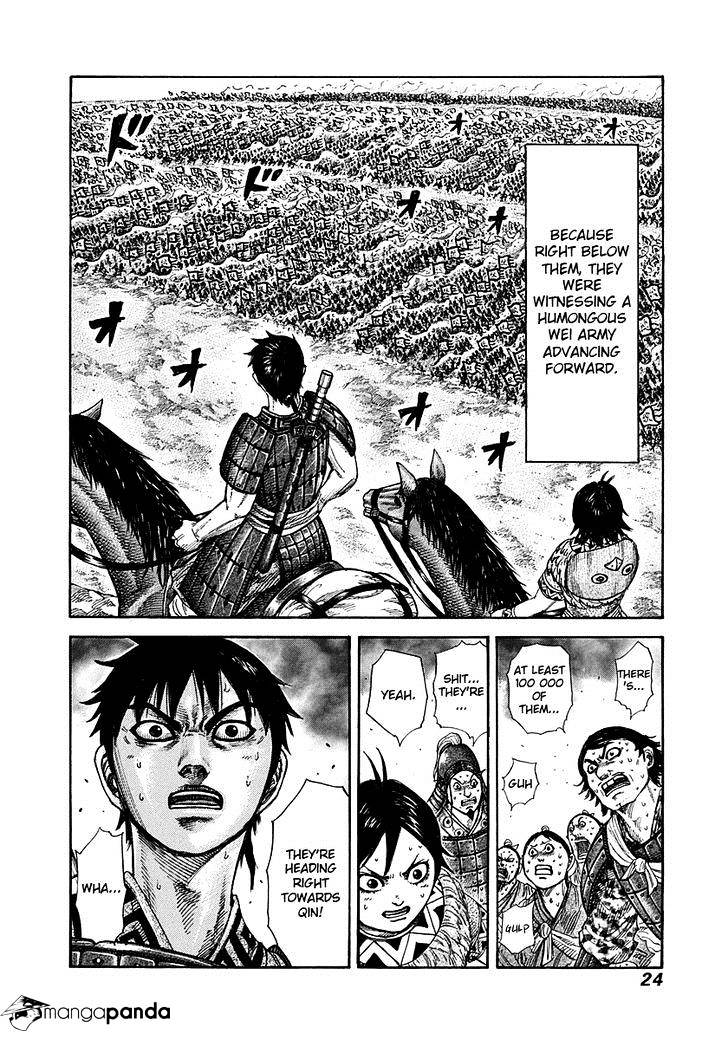 BECAUSE
RIGHT BELOW
THEM, THEY
WERE
WITNESSING A
HUMONGOUS
WEI ARMY
ADVANCING
FORWARD.
ド
ド
オ
オ
オ
オ
オ
オ
オ
オ
THERE
'S...
AT LEAST
100 000
OF
THEM...
GUH
GULP
SHIT...
THEY'RE
...
YEAH.
THEY'RE
HEADING
RIGHT
TOWARDS
QIN!
WHA...
24
mangapanda